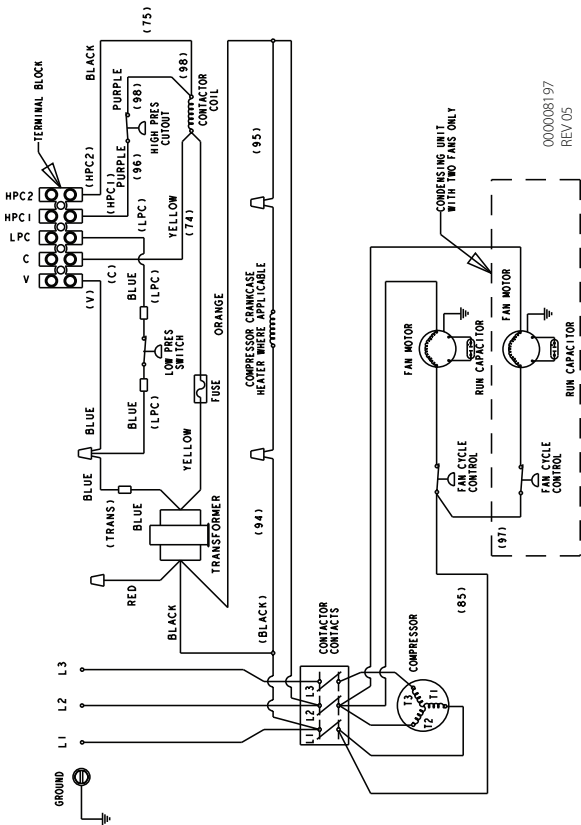 (75)
BLACK
(98)
TERMINAL BLOCK
PURPLE
(98)
HIGH PRES
CUTOUT
CONTACTOR
COIL
(HPC2)
(HPC1)
PURPLE
(96)
HPC2
HPC1
LPC
C
V
(LPC)
YELLOW
(74)
(95)
(V)
(C)
BLUE
(LPC)
LOW PRES
SWITCH
ORANGE
COMPRESSOR CRANKCASE
HEATER WHERE APPLICABLE
FUSE
BLUE
BLUE
(LPC)
YELLOW
BLUE
(TRANS)
BLUE
TRANSFORMER
(94)
RED
BLACK
(BLACK)
L3
L2
L1
GROUND
CONTACTOR
CONTACTS
L3
L2
L1
COMPRESSOR
T3
T2
T1
(85)
(97)
FAN CYCLE
CONTROL
FAN CYCLE
CONTROL
FAN MOTOR
RUN CAPACITOR
FAN MOTOR
RUN CAPACITOR
CONDENSING UNIT
WITH TWO FANS ONLY
000008197
REV 05